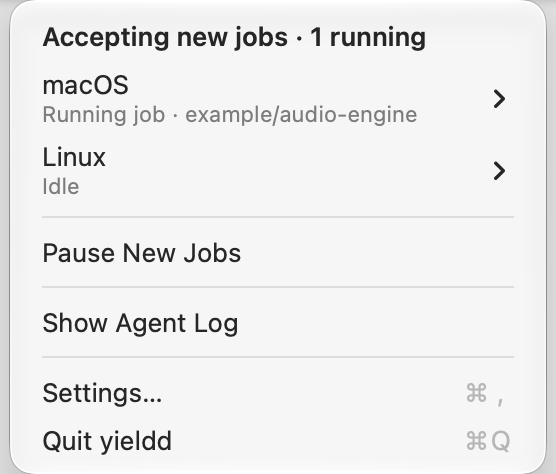 Accepting new jobs · 1 running
macOS
Running job · example/audio-engine
Linux
Idle
Pause New Jobs
Show Agent Log
Settings... ⌘ ,
Quit yieldd ⌘Q